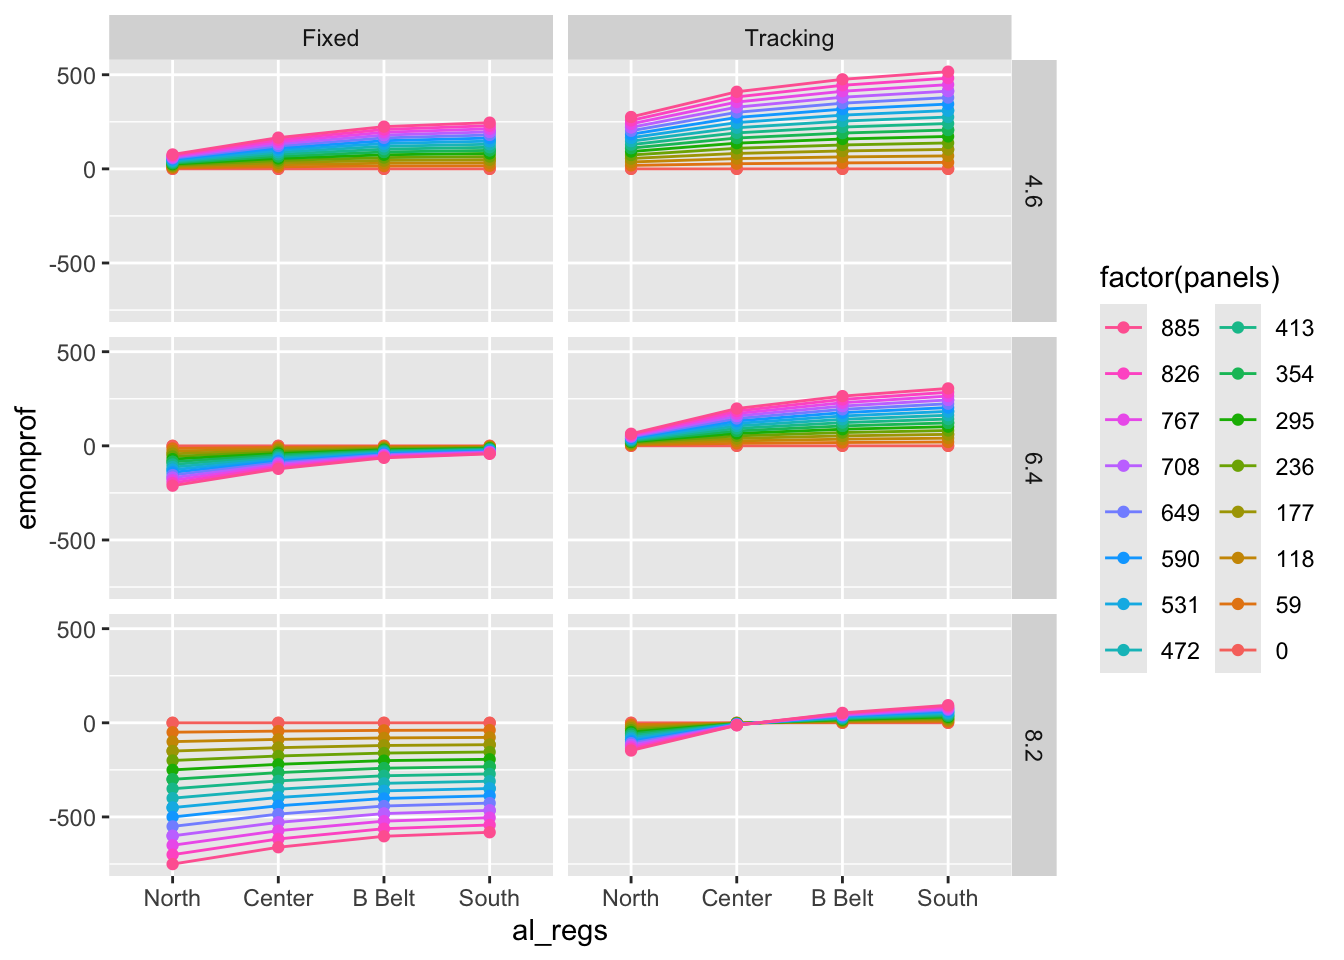 Fixed
Tracking
500
0
-500
4.6
500
0
-500
6.4
500
0
-500
8.2
emonprof
North Center B Belt South
North Center B Belt South
al_regs
factor(panels)
885 413
826 354
767 295
708 236
649 177
590 118
531 59
472 0